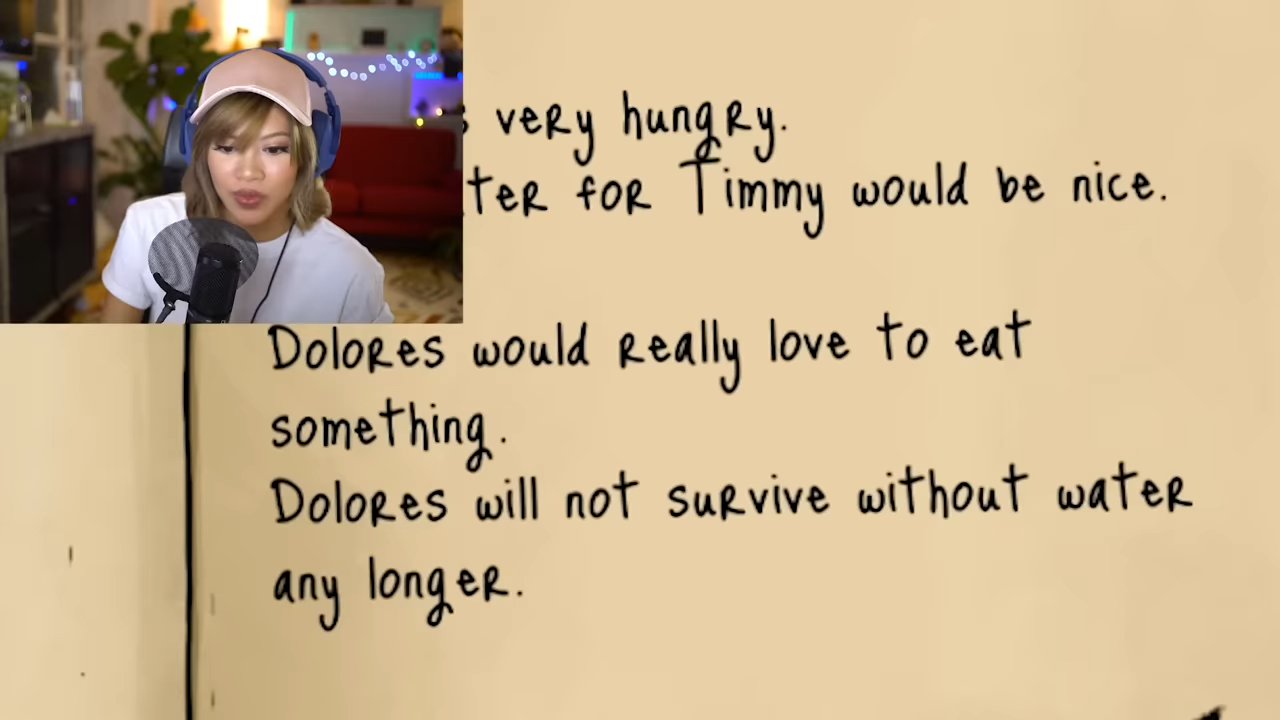 very hungry.
for Timmy would be nice.
Dolores would really love to eat
something.
Dolores will not survive without water
any longer.